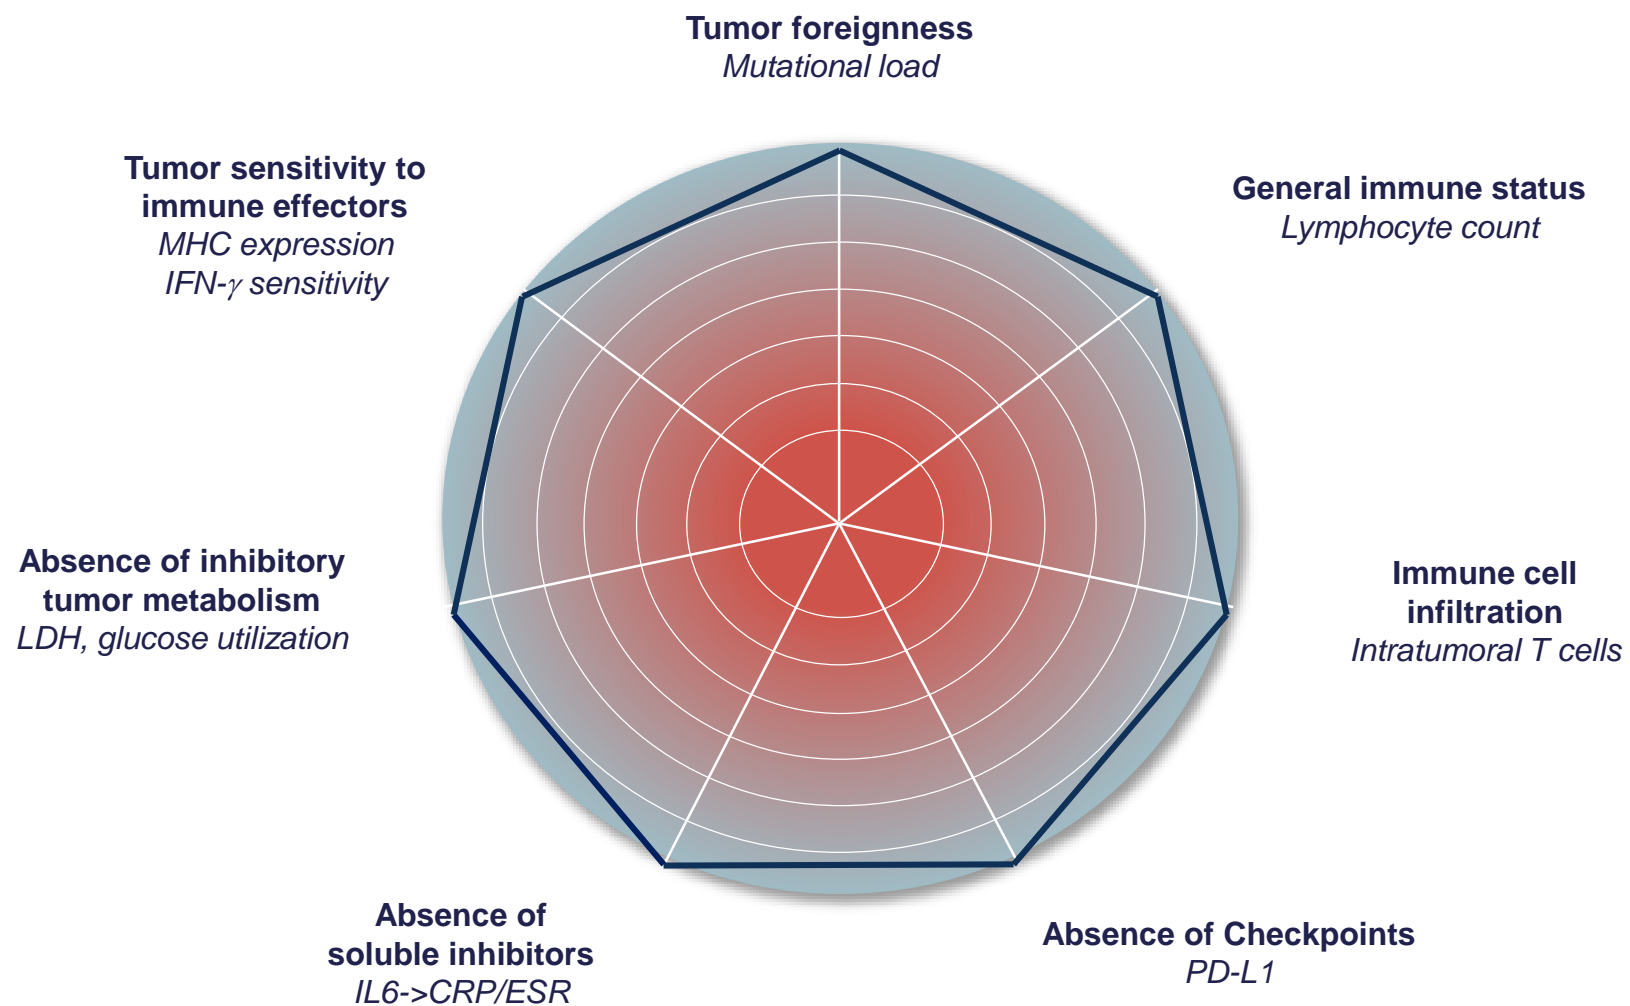 Tumor foreignness
Mutational load
Tumor sensitivity to
immune effectors
MHC expression
IFN-γ sensitivity
General immune status
Lymphocyte count
Absence of inhibitory
tumor metabolism
LDH, glucose utilization
Immune cell
infiltration
Intratumoral T cells
Absence of
soluble inhibitors
IL6->CRP/ESR
Absence of Checkpoints
PD-L1